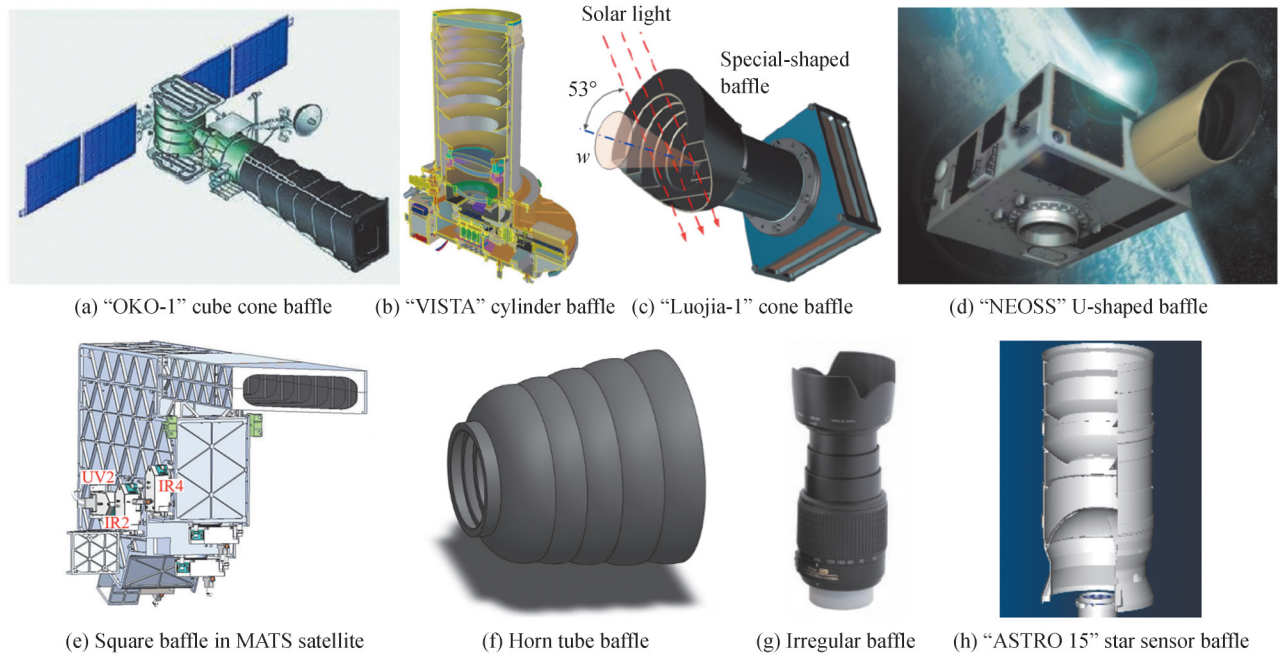 Solar light
Special-shaped
baffle
53°
w
(a) “OKO-1” cube cone baffle
(b) “VISTA” cylinder baffle
(c) “Luojia-1” cone baffle
(d) “NEOSS” U-shaped baffle
UV2
IR4
IR2
(e) Square baffle in MATS satellite
(f) Horn tube baffle
(g) Irregular baffle
(h) “ASTRO 15” star sensor baffle